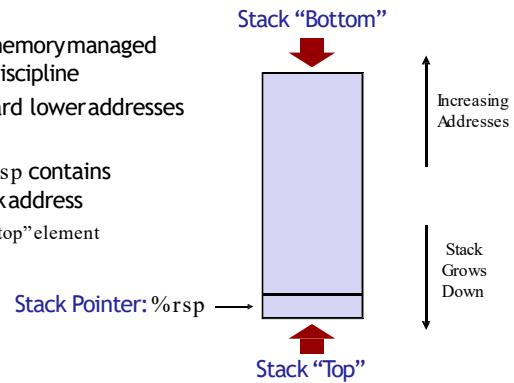 Stack “Bottom”
memory managed
discipline
ard lower addresses
Increasing
Addresses
sp contains
k address
top” element
Stack
Grows
Down
Stack Pointer: %rsp
Stack “Top”